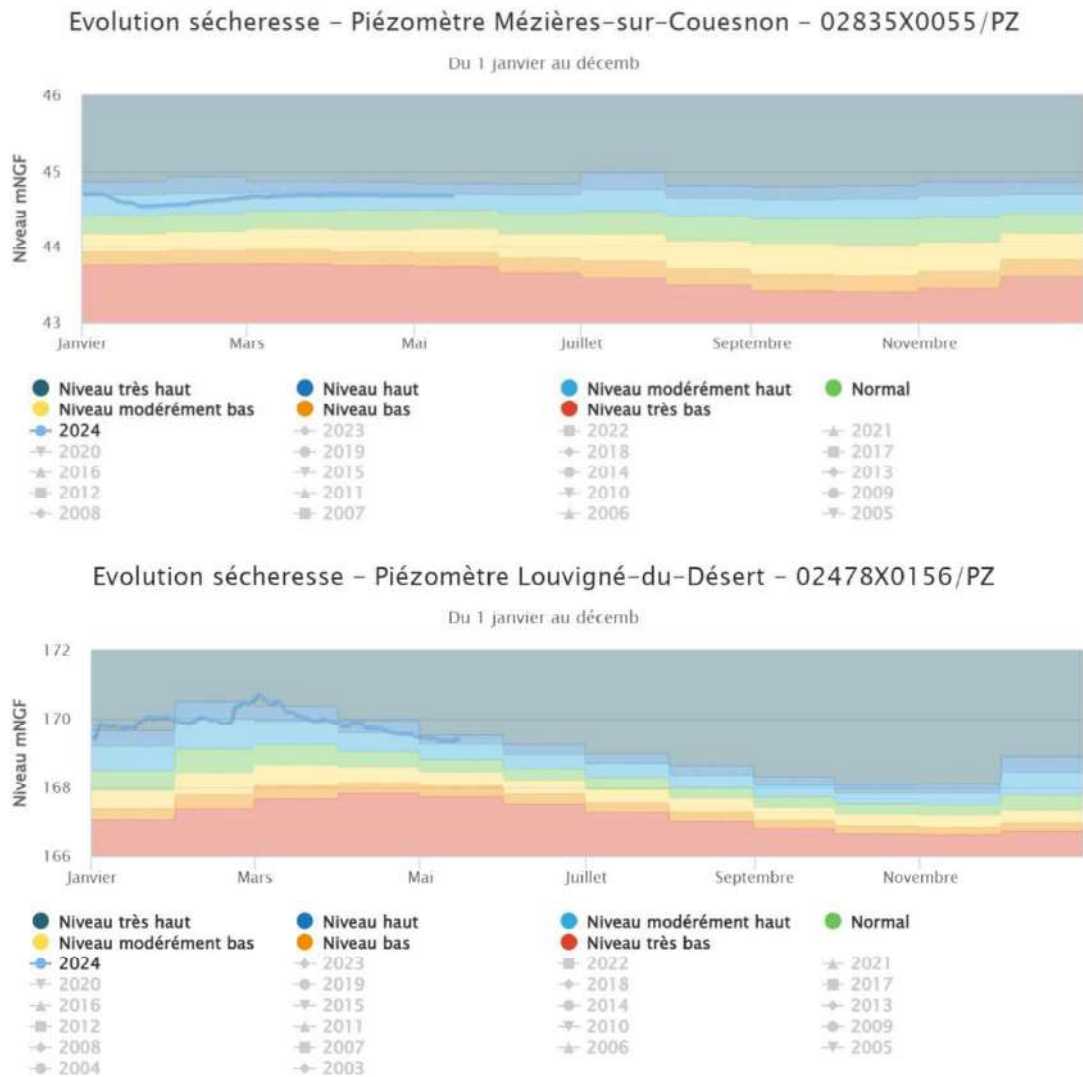 Evolution sécheresse – Piézomètre Mézières-sur-Couesnon – 02835X0055/PZ
Du 1 janvier au décemb
46
45
44
43
Niveau mNGF
Janvier Mars Mai Juillet Septembre Novembre
Niveau très haut Niveau haut Niveau modérément haut Normal
Niveau modérément bas Niveau bas Niveau très bas
2024 2023 2022 2021
2020 2019 2018 2017
2016 2015 2014 2013
2012 2011 2010 2009
2008 2007 2006 2005
Evolution sécheresse – Piézomètre Louvigné-du-Désert – 02478X0156/PZ
Du 1 janvier au décemb
172
170
168
166
Niveau mNGF
Janvier Mars Mai Juillet Septembre Novembre
Niveau très haut Niveau haut Niveau modérément haut Normal
Niveau modérément bas Niveau bas Niveau très bas
2024 2023 2022 2021
2020 2019 2018 2017
2016 2015 2014 2013
2012 2011 2010 2009
2008 2007 2006 2005
2004 2003